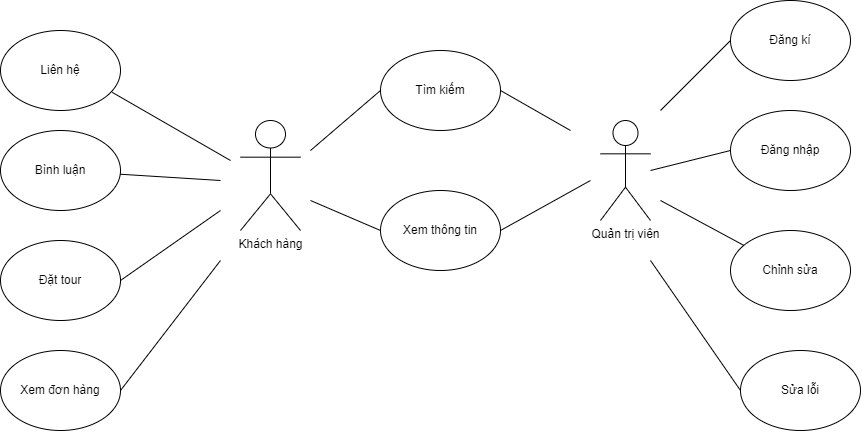 Liên hệ
Bình luận
Đặt tour
Xem đơn hàng
Khách hàng
Tìm kiếm
Xem thông tin
Quản trị viên
Đăng kí
Đăng nhập
Chỉnh sửa
Sửa lỗi